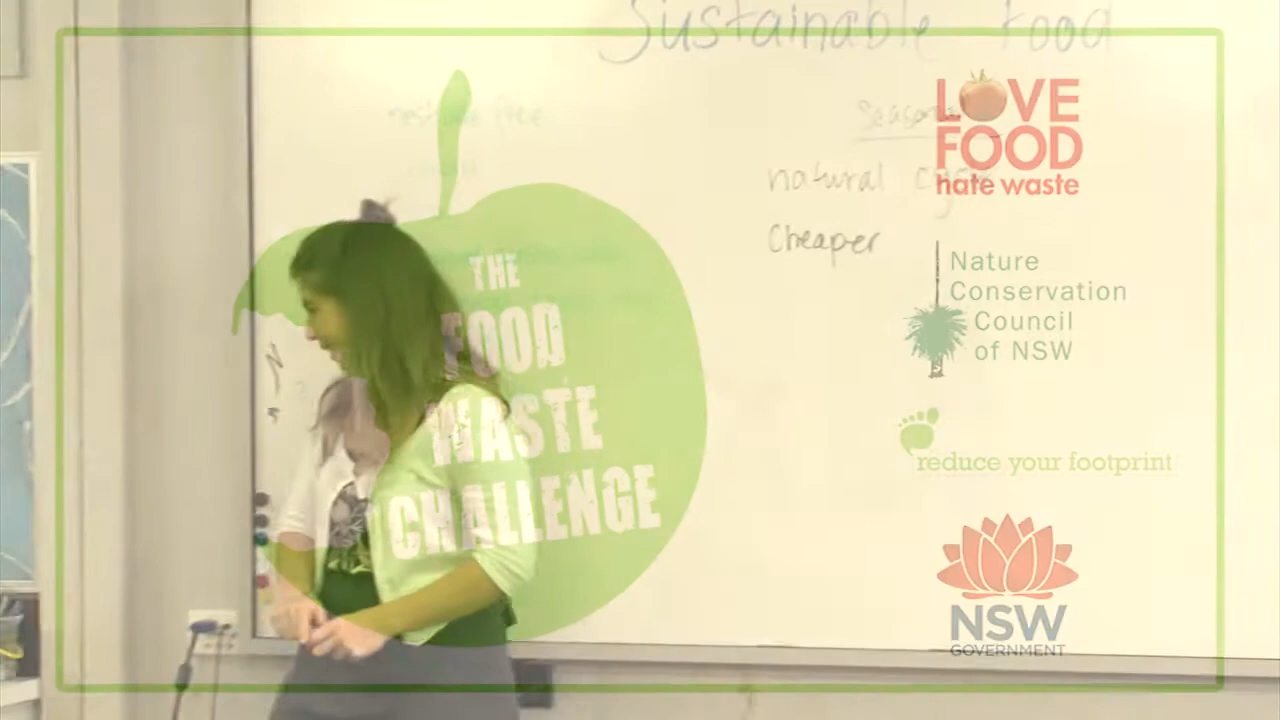 Sustainable Food
Seasonal
natural cycle
Cheaper
THE
FOOD
WASTE
CHALLENGE
LOVE
FOOD
hate waste
Nature
Conservation
Council
of NSW
reduce your footprint
NSW
GOVERNMENT